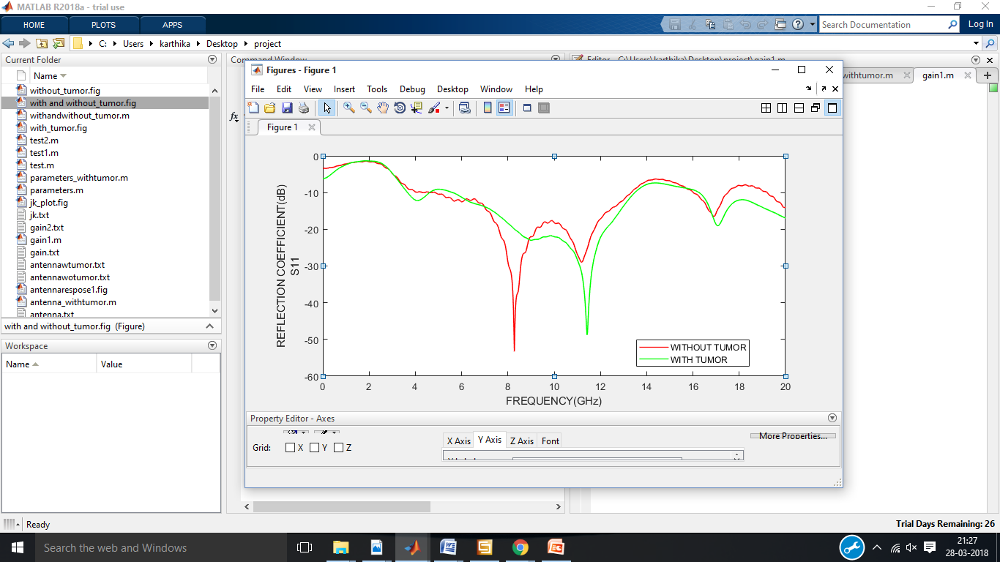 MATLAB R2018a - trial use
HOME PLOTS APPS
Search Documentation
Log In
C: Users karthika Desktop project
Current Folder
Command Window
Editor - C:\Users\karthika\Desktop\project\gain1.m
Name
without_tumor.fig
with and without_tumor.fig
withandwithout_tumor.m
with_tumor.fig
test2.m
test1.m
test.m
parameters_withtumor.m
parameters.m
jk_plot.fig
jk.txt
gain2.txt
gain1.m
gain.txt
antennawtumor.txt
antennawotumor.txt
antennarespose1.fig
antenna_withtumor.m
antenna.txt
with and without_tumor.fig (Figure)
Workspace
Name Value
fx
withtumor.m gain1.m
Figures - Figure 1
File Edit View Insert Tools Debug Desktop Window Help
Figure 1
REFLECTION COEFFICIENT(dB)
S11
0
-10
-20
-30
-40
-50
-60
0 2 4 6 8 10 12 14 16 18 20
FREQUENCY(GHz)
WITHOUT TUMOR
WITH TUMOR
Property Editor - Axes
Grid: X Y Z
X Axis Y Axis Z Axis Font
More Properties...
Ready
Trial Days Remaining: 26
Search the web and Windows
21:27
28-03-2018